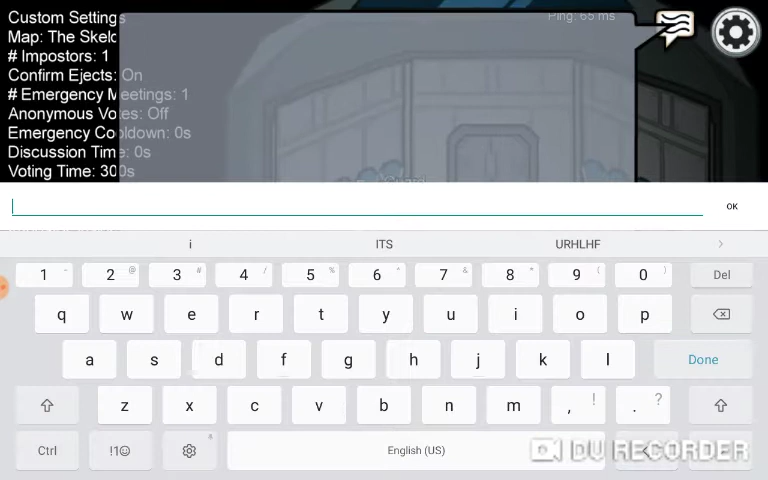 Custom Settings
Ping: 65 ms
Map: The Skeld
# Impostors: 1
Confirm Ejects: On
# Emergency Meetings: 1
Anonymous Votes: Off
Emergency Cooldown: 0s
Discussion Time: 0s
Voting Time: 300s
Guard
OK
i ITS URHLHF >
1 - 2 @ 3 # 4 / 5 % 6 ^ 7 & 8 * 9 ( 0 ) Del
q w e r t y u i o p
a s d f g h j k l Done
z x c v b n m , ! . ?
Ctrl !1☺ English (US)
DU RECORDER